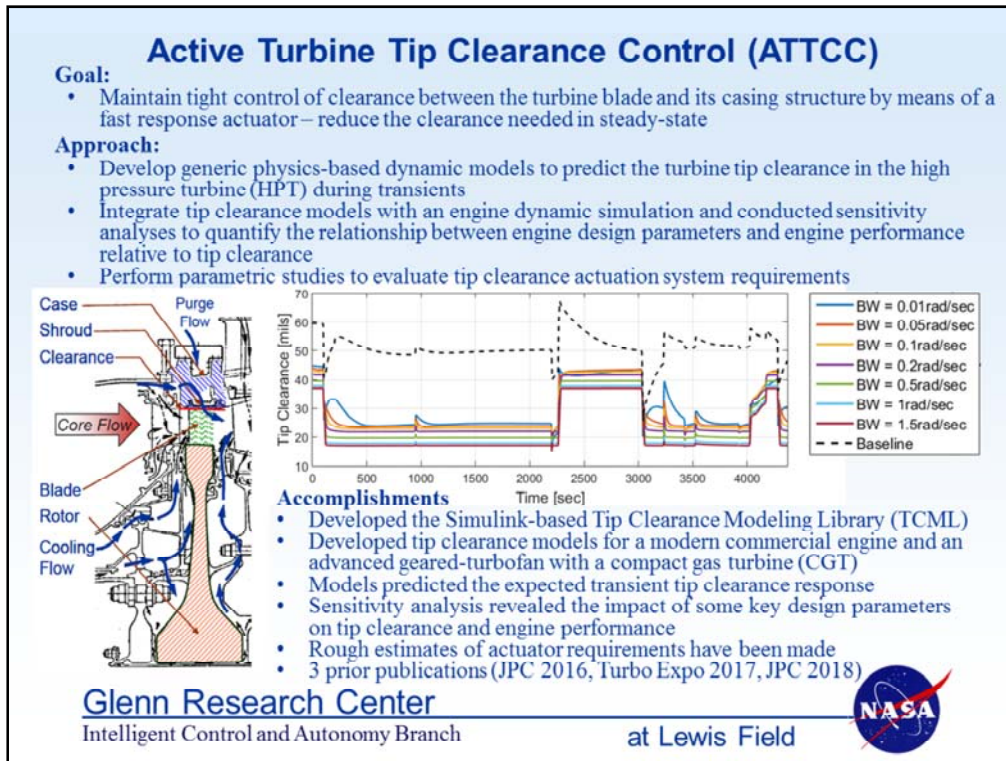 Active Turbine Tip Clearance Control (ATTCC)
Goal:
• Maintain tight control of clearance between the turbine blade and its casing structure by means of a
fast response actuator – reduce the clearance needed in steady-state
Approach:
• Develop generic physics-based dynamic models to predict the turbine tip clearance in the high
pressure turbine (HPT) during transients
• Integrate tip clearance models with an engine dynamic simulation and conducted sensitivity
analyses to quantify the relationship between engine design parameters and engine performance
relative to tip clearance
• Perform parametric studies to evaluate tip clearance actuation system requirements
Case
Purge
Flow
Shroud
Clearance
Core Flow
Blade
Rotor
Cooling
Flow
Tip Clearance [mils]
70
60
50
40
30
20
10
0 500 1000 1500 2000 2500 3000 3500 4000
Time [sec]
BW = 0.01rad/sec
BW = 0.05rad/sec
BW = 0.1rad/sec
BW = 0.2rad/sec
BW = 0.5rad/sec
BW = 1rad/sec
BW = 1.5rad/sec
Baseline
Accomplishments
• Developed the Simulink-based Tip Clearance Modeling Library (TCML)
• Developed tip clearance models for a modern commercial engine and an
advanced geared-turbofan with a compact gas turbine (CGT)
• Models predicted the expected transient tip clearance response
• Sensitivity analysis revealed the impact of some key design parameters
on tip clearance and engine performance
• Rough estimates of actuator requirements have been made
• 3 prior publications (JPC 2016, Turbo Expo 2017, JPC 2018)
Glenn Research Center
Intelligent Control and Autonomy Branch
at Lewis Field
NASA